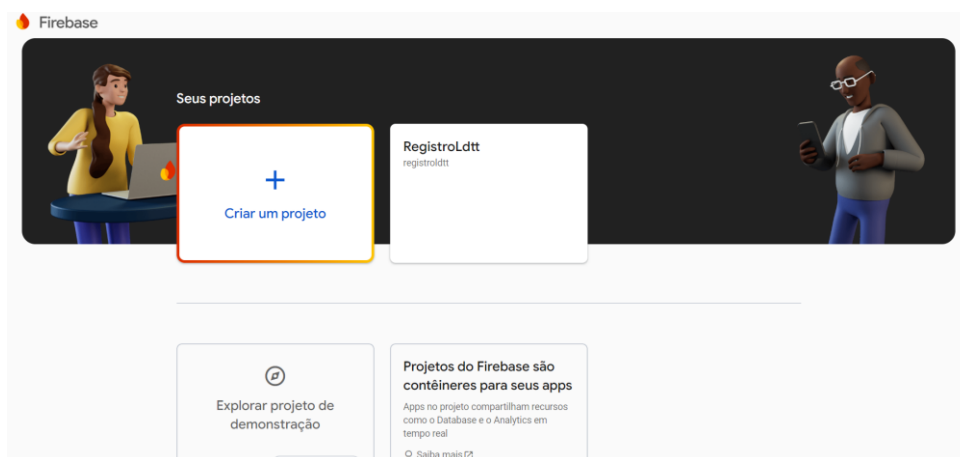 Firebase
Seus projetos
Criar um projeto
RegistroLdtt
registroldtt
Explorar projeto de
demonstração
Projetos do Firebase são
contêineres para seus apps
Apps no projeto compartilham recursos
como o Database e o Analytics em
tempo real
Saiba mais